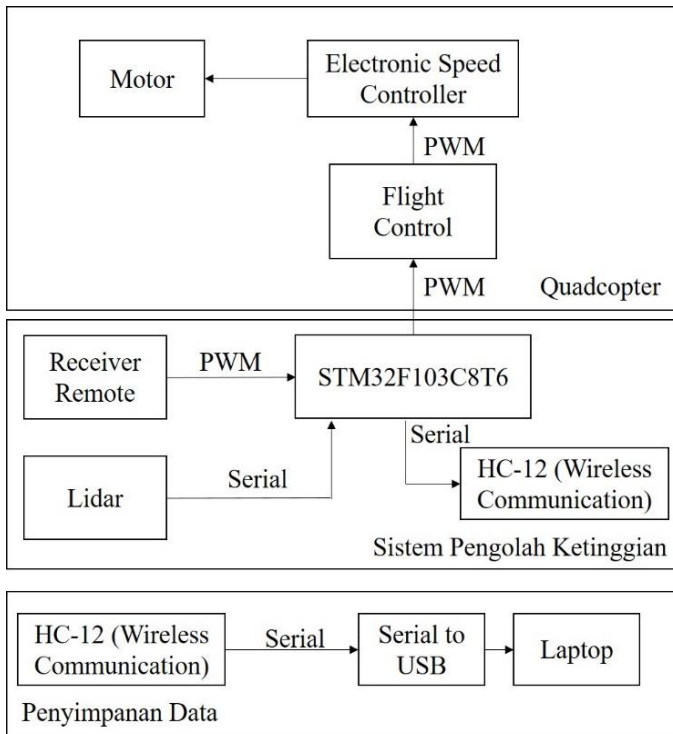 Motor
Electronic Speed
Controller
PWM
Flight
Control
PWM
Quadcopter
Receiver
Remote
PWM
STM32F103C8T6
Serial
Lidar
Serial
HC-12 (Wireless
Communication)
Sistem Pengolah Ketinggian
HC-12 (Wireless
Communication)
Serial
Serial to
USB
Laptop
Penyimpanan Data